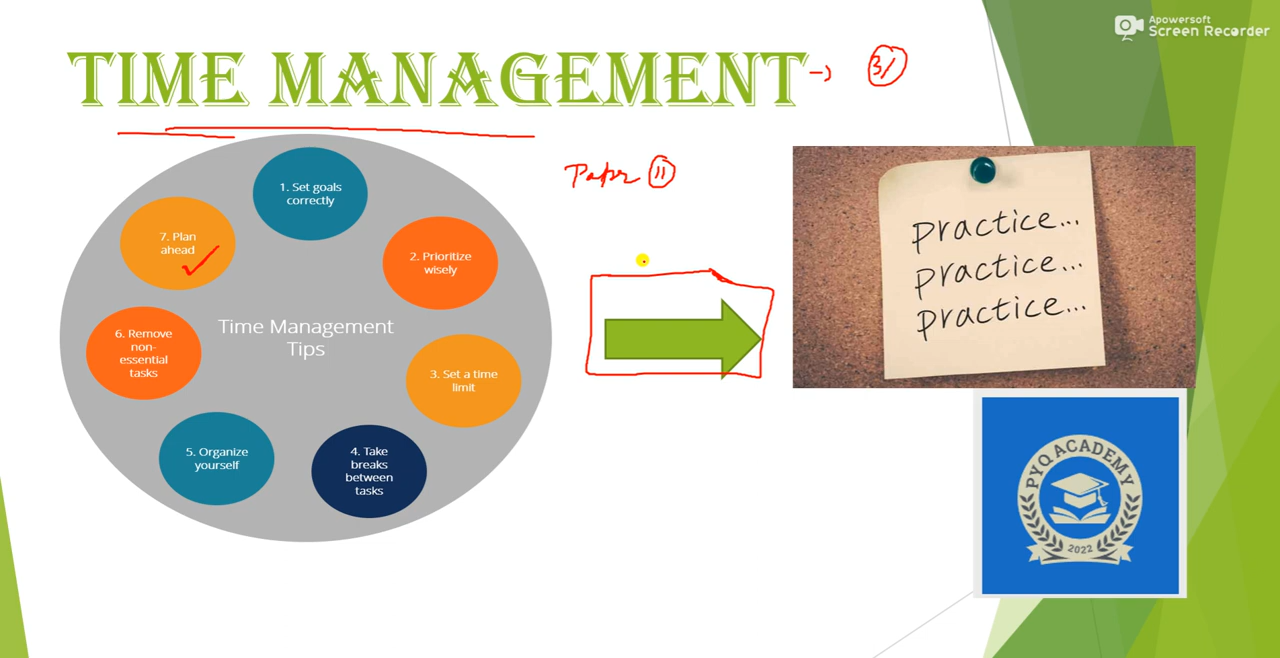 Apowersoft
Screen Recorder
TIME MANAGEMENT
3/
Paper 11
1. Set goals
correctly
2. Prioritize
wisely
3. Set a time
limit
4. Take
breaks
between
tasks
5. Organize
yourself
6. Remove
non-
essential
tasks
7. Plan
ahead
Time Management
Tips
practice...
practice...
practice...
PYQ ACADEMY
2022